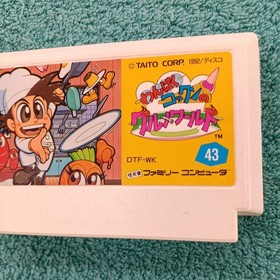 © TAITO CORP. 1992/ディスコ
わんぱく
コックンの
グルメワールド
TM
DTF-WK
43
任天堂 ファミリー コンピュータ